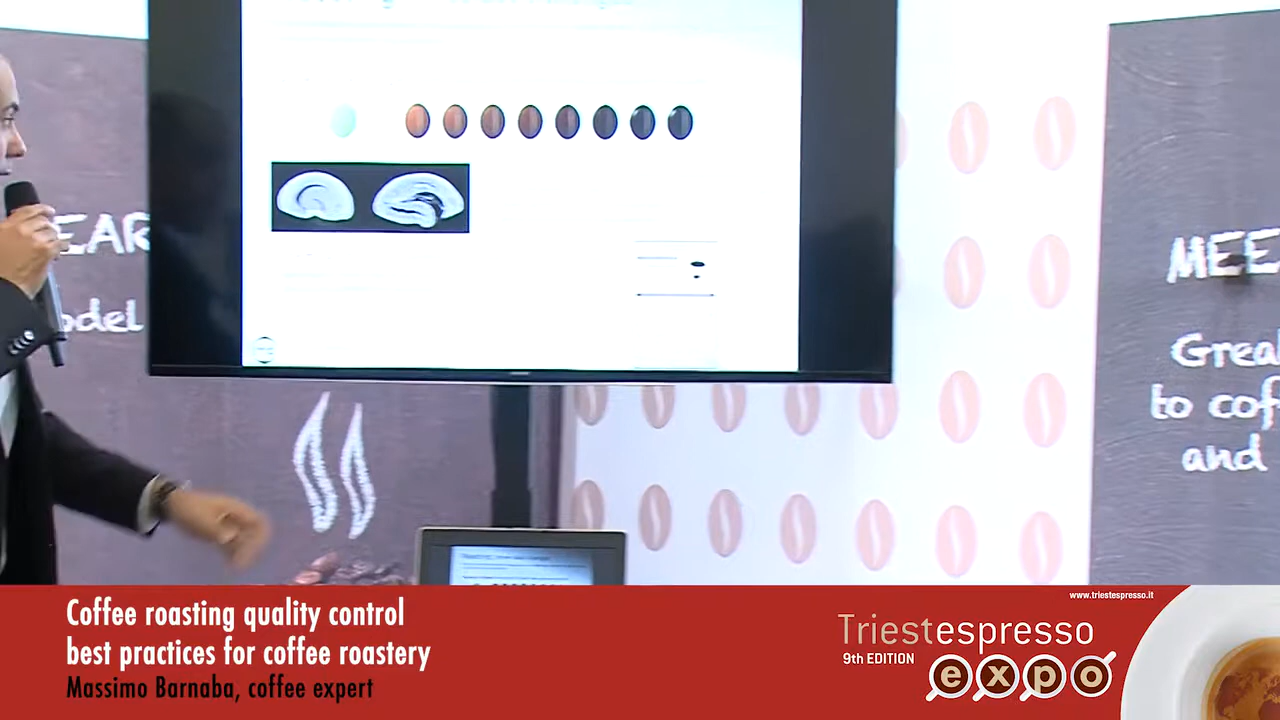 EAR
odel
MEE
Grea
to cof
and
Coffee roasting quality control
best practices for coffee roastery
Massimo Barnaba, coffee expert
www.triestespresso.it
Triestespresso
9th EDITION
expo